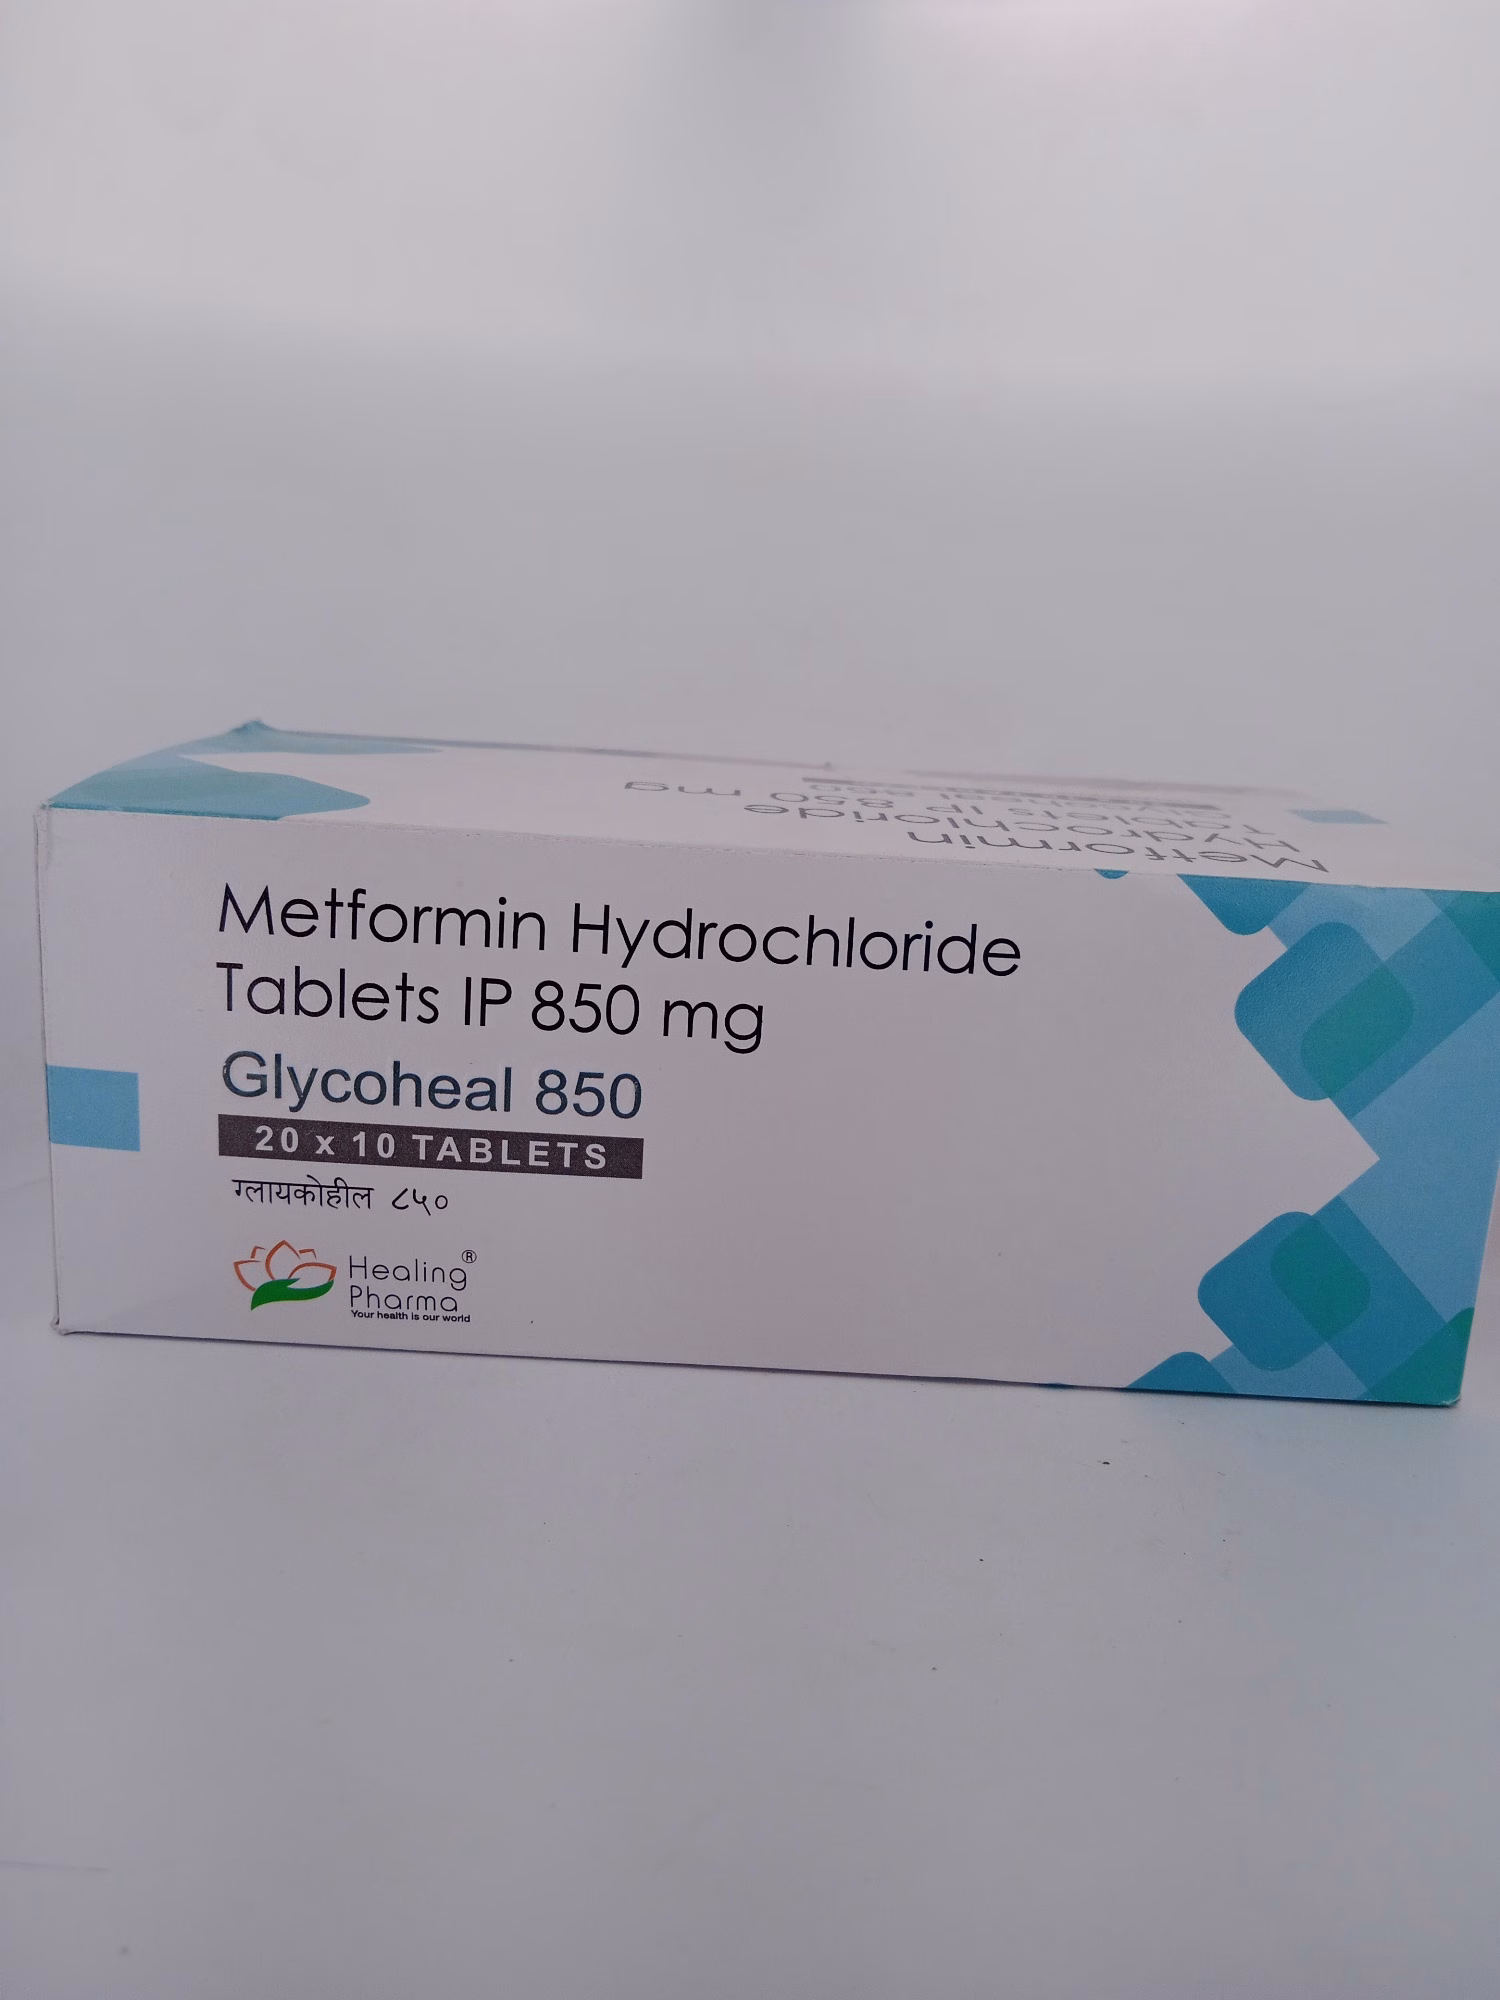 Metformin
Hydrochloride
Tablets IP 850 mg
Metformin Hydrochloride
Tablets IP 850 mg
Glycoheal 850
20 x 10 TABLETS
ग्लायकोहील ८५०
Healing ®
Pharma
Your health is our world